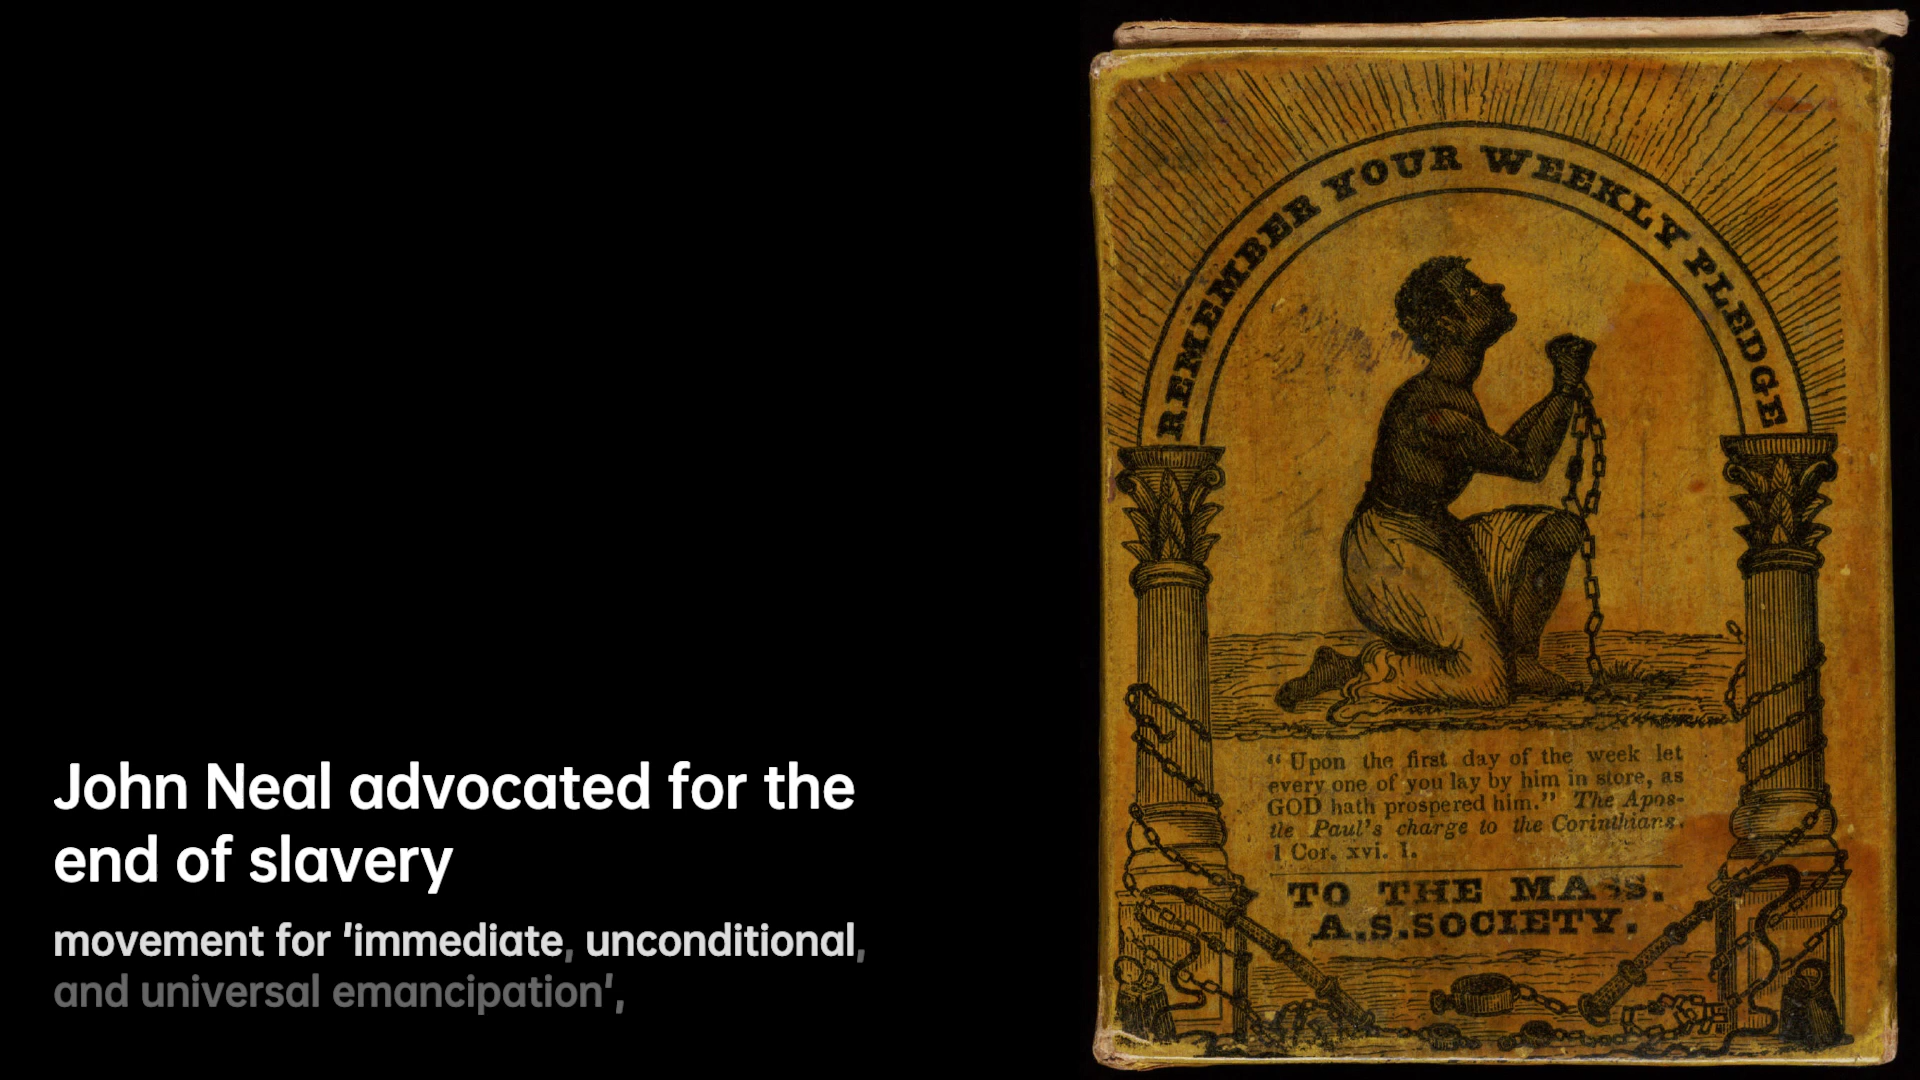 John Neal advocated for the
end of slavery
movement for 'immediate, unconditional,
and universal emancipation',
REMEMBER YOUR WEEKLY PLEDGE
“Upon the first day of the week let
every one of you lay by him in store, as
GOD hath prospered him.” The Apos-
tle Paul's charge to the Corinthians.
1 Cor. xvi. 1.
TO THE MASS.
A.S.SOCIETY.